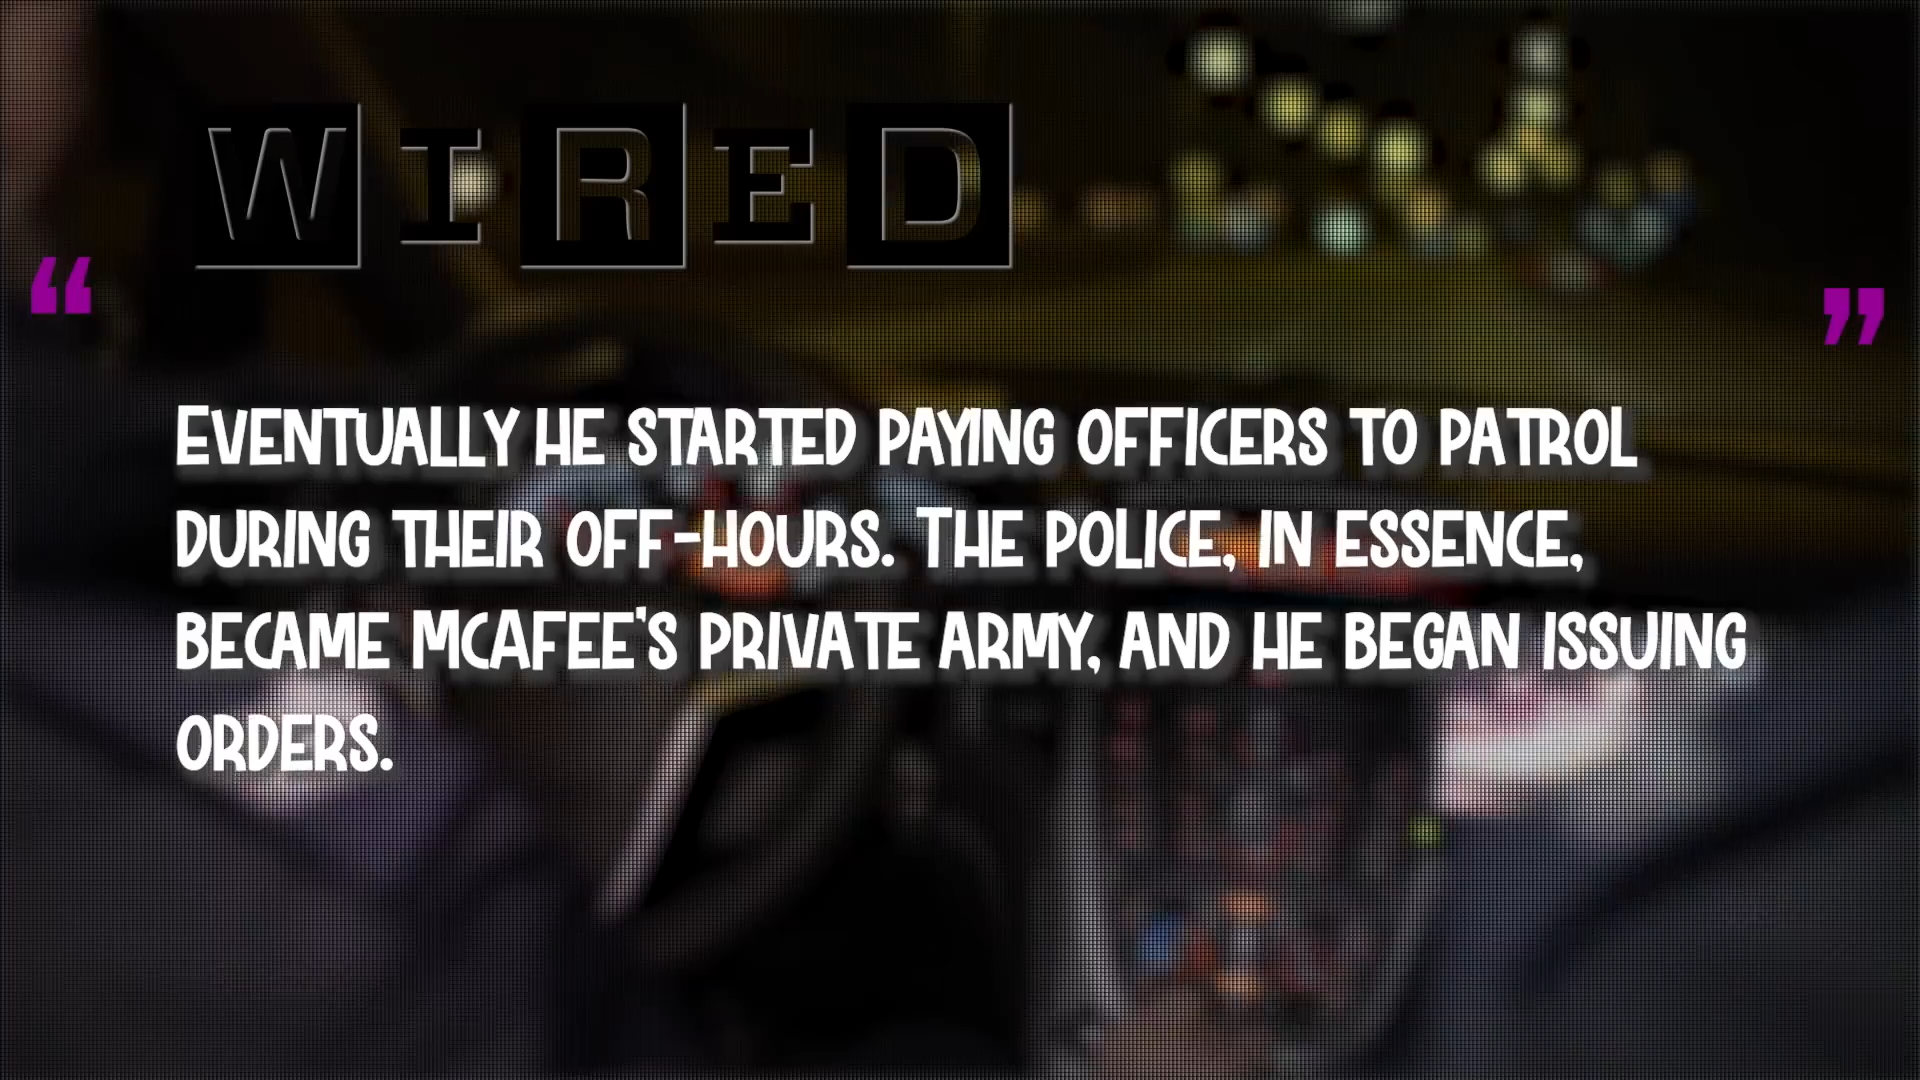 WIRED
“ ”
EVENTUALLY HE STARTED PAYING OFFICERS TO PATROL
DURING THEIR OFF-HOURS. THE POLICE, IN ESSENCE,
BECAME MCAFEE'S PRIVATE ARMY, AND HE BEGAN ISSUING
ORDERS.